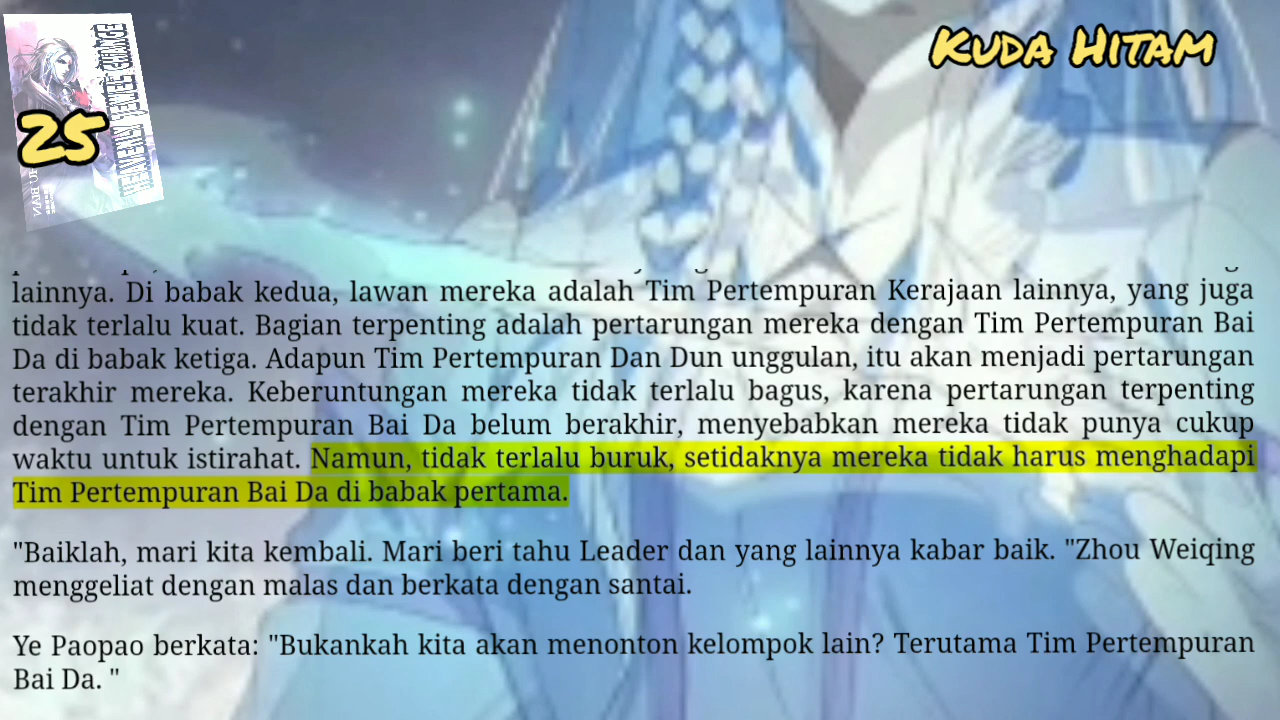 Kuda Hitam
25
HEAVENLY JEWEL CHANGE
lainnya. Di babak kedua, lawan mereka adalah Tim Pertempuran Kerajaan lainnya, yang juga
tidak terlalu kuat. Bagian terpenting adalah pertarungan mereka dengan Tim Pertempuran Bai
Da di babak ketiga. Adapun Tim Pertempuran Dan Dun unggulan, itu akan menjadi pertarungan
terakhir mereka. Keberuntungan mereka tidak terlalu bagus, karena pertarungan terpenting
dengan Tim Pertempuran Bai Da belum berakhir, menyebabkan mereka tidak punya cukup
waktu untuk istirahat. Namun, tidak terlalu buruk, setidaknya mereka tidak harus menghadapi
Tim Pertempuran Bai Da di babak pertama.
"Baiklah, mari kita kembali. Mari beri tahu Leader dan yang lainnya kabar baik. "Zhou Weiqing
menggeliat dengan malas dan berkata dengan santai.
Ye Paopao berkata: "Bukankah kita akan menonton kelompok lain? Terutama Tim Pertempuran
Bai Da. "